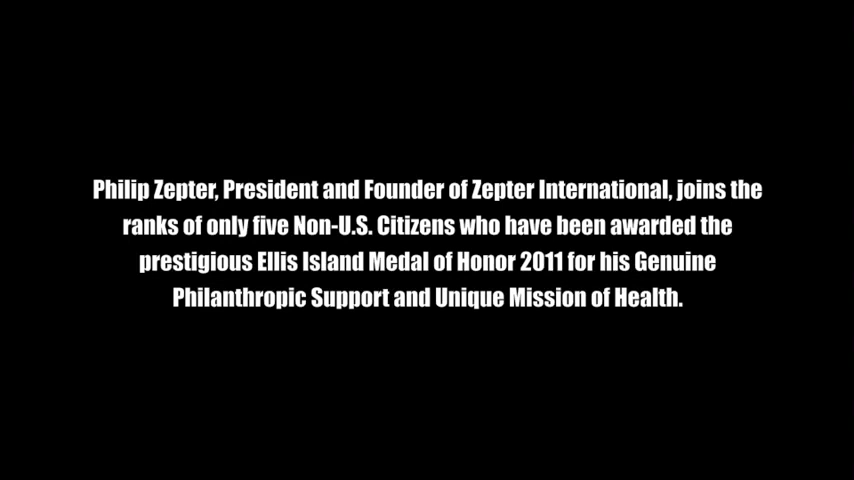 Philip Zepter, President and Founder of Zepter International, joins the
ranks of only five Non-U.S. Citizens who have been awarded the
prestigious Ellis Island Medal of Honor 2011 for his Genuine
Philanthropic Support and Unique Mission of Health.